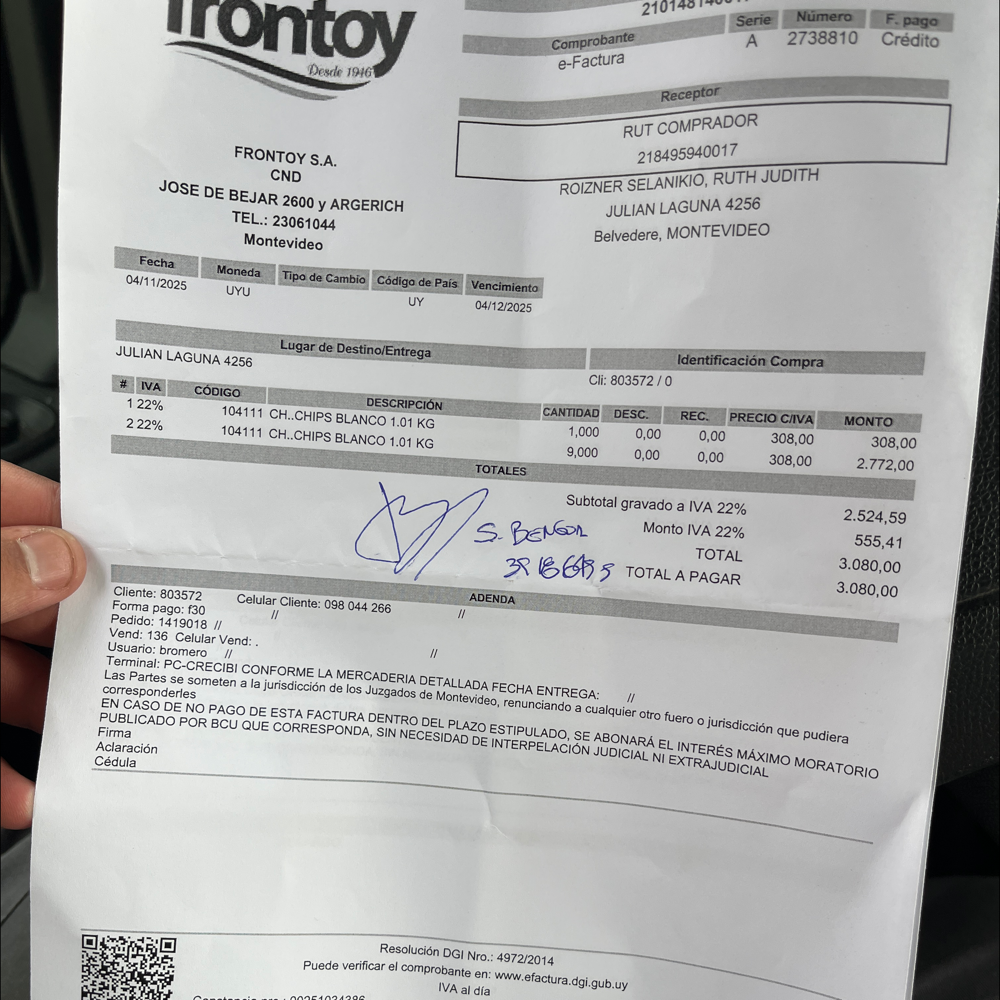 frontoy
Desde 1946
Comprobante Serie Número F. pago
e-Factura A 2738810 Crédito
Receptor
RUT COMPRADOR
218495940017
ROIZNER SELANIKIO, RUTH JUDITH
JULIAN LAGUNA 4256
Belvedere, MONTEVIDEO
FRONTOY S.A.
CND
JOSE DE BEJAR 2600 y ARGERICH
TEL.: 23061044
Montevideo
Fecha Moneda Tipo de Cambio Código de País Vencimiento
04/11/2025 UYU UY 04/12/2025
Lugar de Destino/Entrega Identificación Compra
JULIAN LAGUNA 4256 Cli: 803572 / 0
# IVA CÓDIGO DESCRIPCIÓN CANTIDAD DESC. REC. PRECIO C/IVA MONTO
1 22% 104111 CH..CHIPS BLANCO 1.01 KG 1,000 0,00 0,00 308,00 308,00
2 22% 104111 CH..CHIPS BLANCO 1.01 KG 9,000 0,00 0,00 308,00 2.772,00
TOTALES
Subtotal gravado a IVA 22% 2.524,59
Monto IVA 22% 555,41
TOTAL 3.080,00
TOTAL A PAGAR 3.080,00
ADENDA
Cliente: 803572 Celular Cliente: 098 044 266 //
Forma pago: f30 //
Pedido: 1419018 //
Vend: 136 Celular Vend: . //
Usuario: bromero //
Terminal: PC-CRECIBI CONFORME LA MERCADERIA DETALLADA FECHA ENTREGA: //
Las Partes se someten a la jurisdicción de los Juzgados de Montevideo, renunciando a cualquier otro fuero o jurisdicción que pudiera
corresponderles
EN CASO DE NO PAGO DE ESTA FACTURA DENTRO DEL PLAZO ESTIPULADO, SE ABONARÁ EL INTERÉS MÁXIMO MORATORIO
PUBLICADO POR BCU QUE CORRESPONDA, SIN NECESIDAD DE INTERPELACIÓN JUDICIAL NI EXTRAJUDICIAL
Firma
Aclaración
Cédula
Resolución DGI Nro.: 4972/2014
Puede verificar el comprobante en: www.efactura.dgi.gub.uy
IVA al día